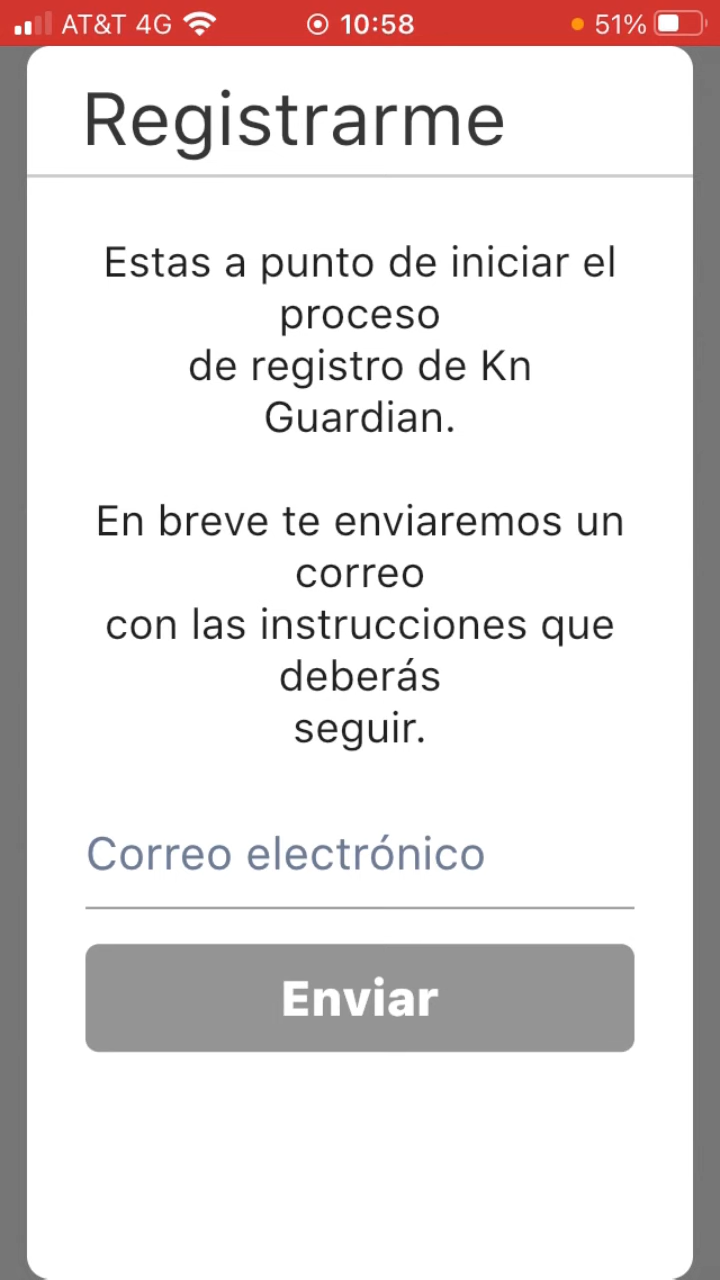 AT&T 4G 10:58 51%
Registrarme
Estas a punto de iniciar el
proceso
de registro de Kn
Guardian.
En breve te enviaremos un
correo
con las instrucciones que
deberás
seguir.
Correo electrónico
Enviar